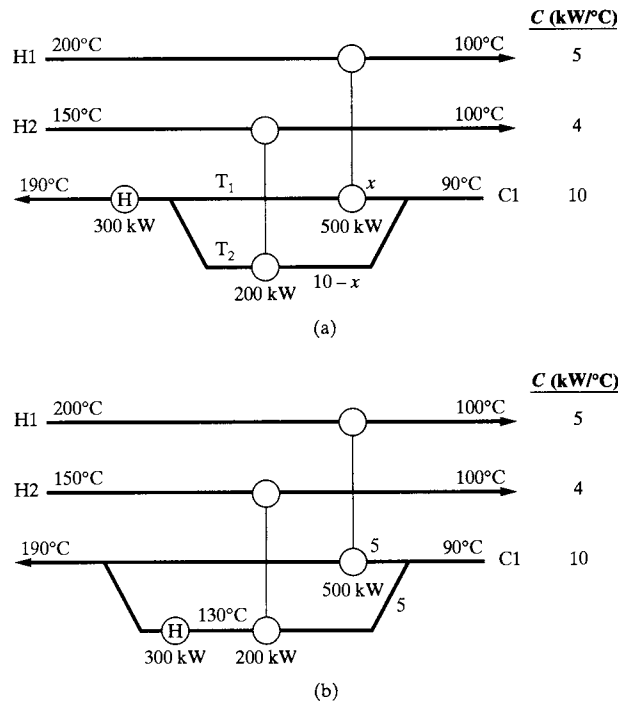 C (kW/°C)
H1 200°C 100°C 5
H2 150°C 100°C 4
190°C T₁ x 90°C C1 10
H
300 kW 500 kW
T₂ 10 – x
200 kW
(a)
C (kW/°C)
H1 200°C 100°C 5
H2 150°C 100°C 4
190°C 5 90°C C1 10
500 kW
130°C 5
H
300 kW 200 kW
(b)